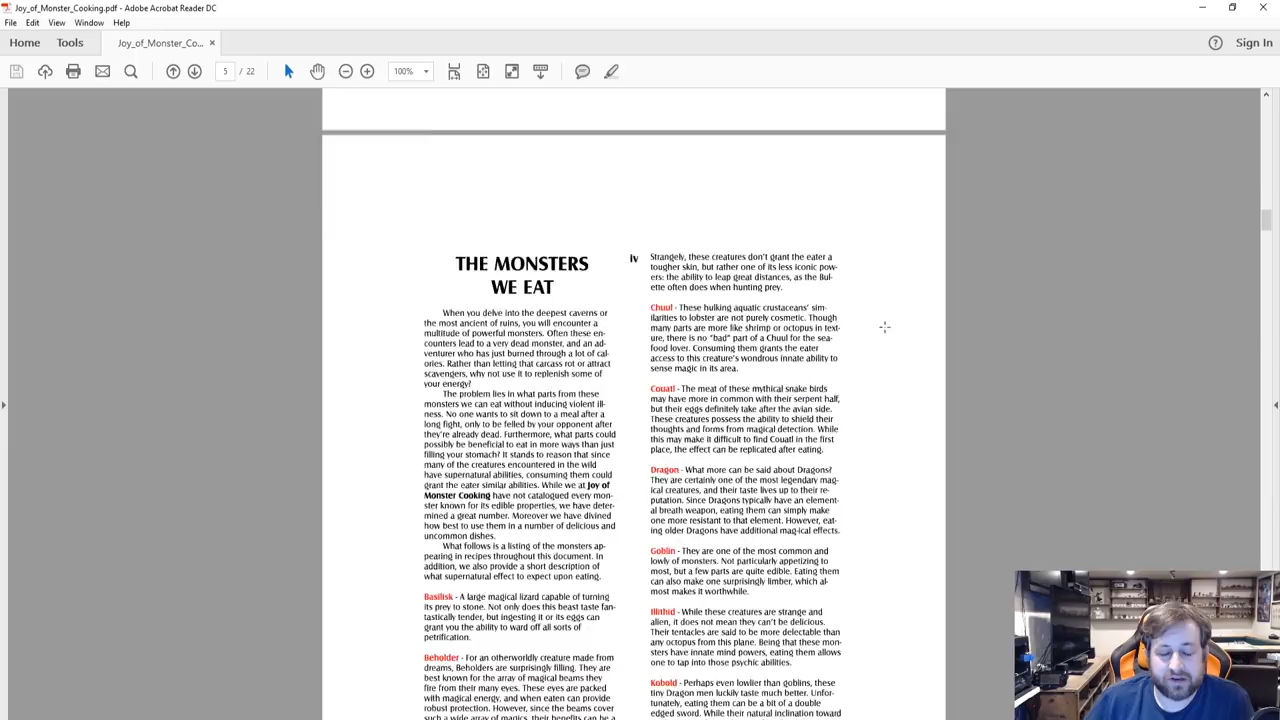 Joy_of_Monster_Cooking.pdf - Adobe Acrobat Reader DC
File Edit View Window Help
Home Tools Joy_of_Monster_Co... × Sign In
5 / 22 100%
THE MONSTERS
WE EAT
When you delve into the deepest caverns or
the most ancient of ruins, you will encounter a
multitude of powerful monsters. Often these en-
counters lead to a very dead monster, and an ad-
venturer who has just burned through a lot of cal-
ories. Rather than letting that carcass rot or attract
scavengers, why not use it to replenish some of
your energy?
The problem lies in what parts from these
monsters we can eat without inducing violent ill-
ness. No one wants to sit down to a meal after a
long fight, only to be felled by your opponent after
they're already dead. Furthermore, what parts could
possibly be beneficial to eat in more ways than just
filling your stomach? It stands to reason that since
many of the creatures encountered in the wild
have supernatural abilities, consuming them could
grant the eater similar abilities. While we at Joy of
Monster Cooking have not catalogued every mon-
ster known for its edible properties, we have deter-
mined a great number. Moreover we have divined
how best to use them in a number of delicious and
uncommon dishes.
What follows is a listing of the monsters ap-
pearing in recipes throughout this document. In
addition, we also provide a short description of
what supernatural effect to expect upon eating.
Basilisk - A large magical lizard capable of turning
its prey to stone. Not only does this beast taste fan-
tastically tender, but ingesting it or its eggs can
grant you the ability to ward off all sorts of
petrification.
Beholder - For an otherworldly creature made from
dreams, Beholders are surprisingly filling. They are
best known for the array of magical beams they
fire from their many eyes. These eyes are packed
with magical energy, and when eaten can provide
robust protection. However, since the beams cover
such a wide array of magics, their benefits can be a
iv
Strangely, these creatures don't grant the eater a
tougher skin, but rather one of its less iconic pow-
ers: the ability to leap great distances, as the Bul-
ette often does when hunting prey.
Chuul - These hulking aquatic crustaceans' sim-
ilarities to lobster are not purely cosmetic. Though
many parts are more like shrimp or octopus in text-
ure, there is no "bad" part of a Chuul for the sea-
food lover. Consuming them grants the eater
access to this creature's wondrous innate ability to
sense magic in its area.
Couatl - The meat of these mythical snake birds
may have more in common with their serpent half,
but their eggs definitely take after the avian side.
These creatures possess the ability to shield their
thoughts and forms from magical detection. While
this may make it difficult to find Couatl in the first
place, the effect can be replicated after eating.
Dragon - What more can be said about Dragons?
They are certainly one of the most legendary mag-
ical creatures, and their taste lives up to their re-
putation. Since Dragons typically have an element-
al breath weapon, eating them can simply make
one more resistant to that element. However, eat-
ing older Dragons have additional mag-ical effects.
Goblin - They are one of the most common and
lowly of monsters. Not particularly appetizing to
most, but a few parts are quite edible. Eating them
can also make one surprisingly limber, which al-
most makes it worthwhile.
Illithid - While these creatures are strange and
alien, it does not mean they can't be delicious.
Their tentacles are said to be more delectable than
any octopus from this plane. Being that these mon-
sters have innate mind powers, eating them allows
one to tap into those psychic abilities.
Kobold - Perhaps even lowlier than goblins, these
tiny Dragon men luckily taste much better. Unfor-
tunately, eating them can be a bit of a double
edged sword. While their natural inclination toward